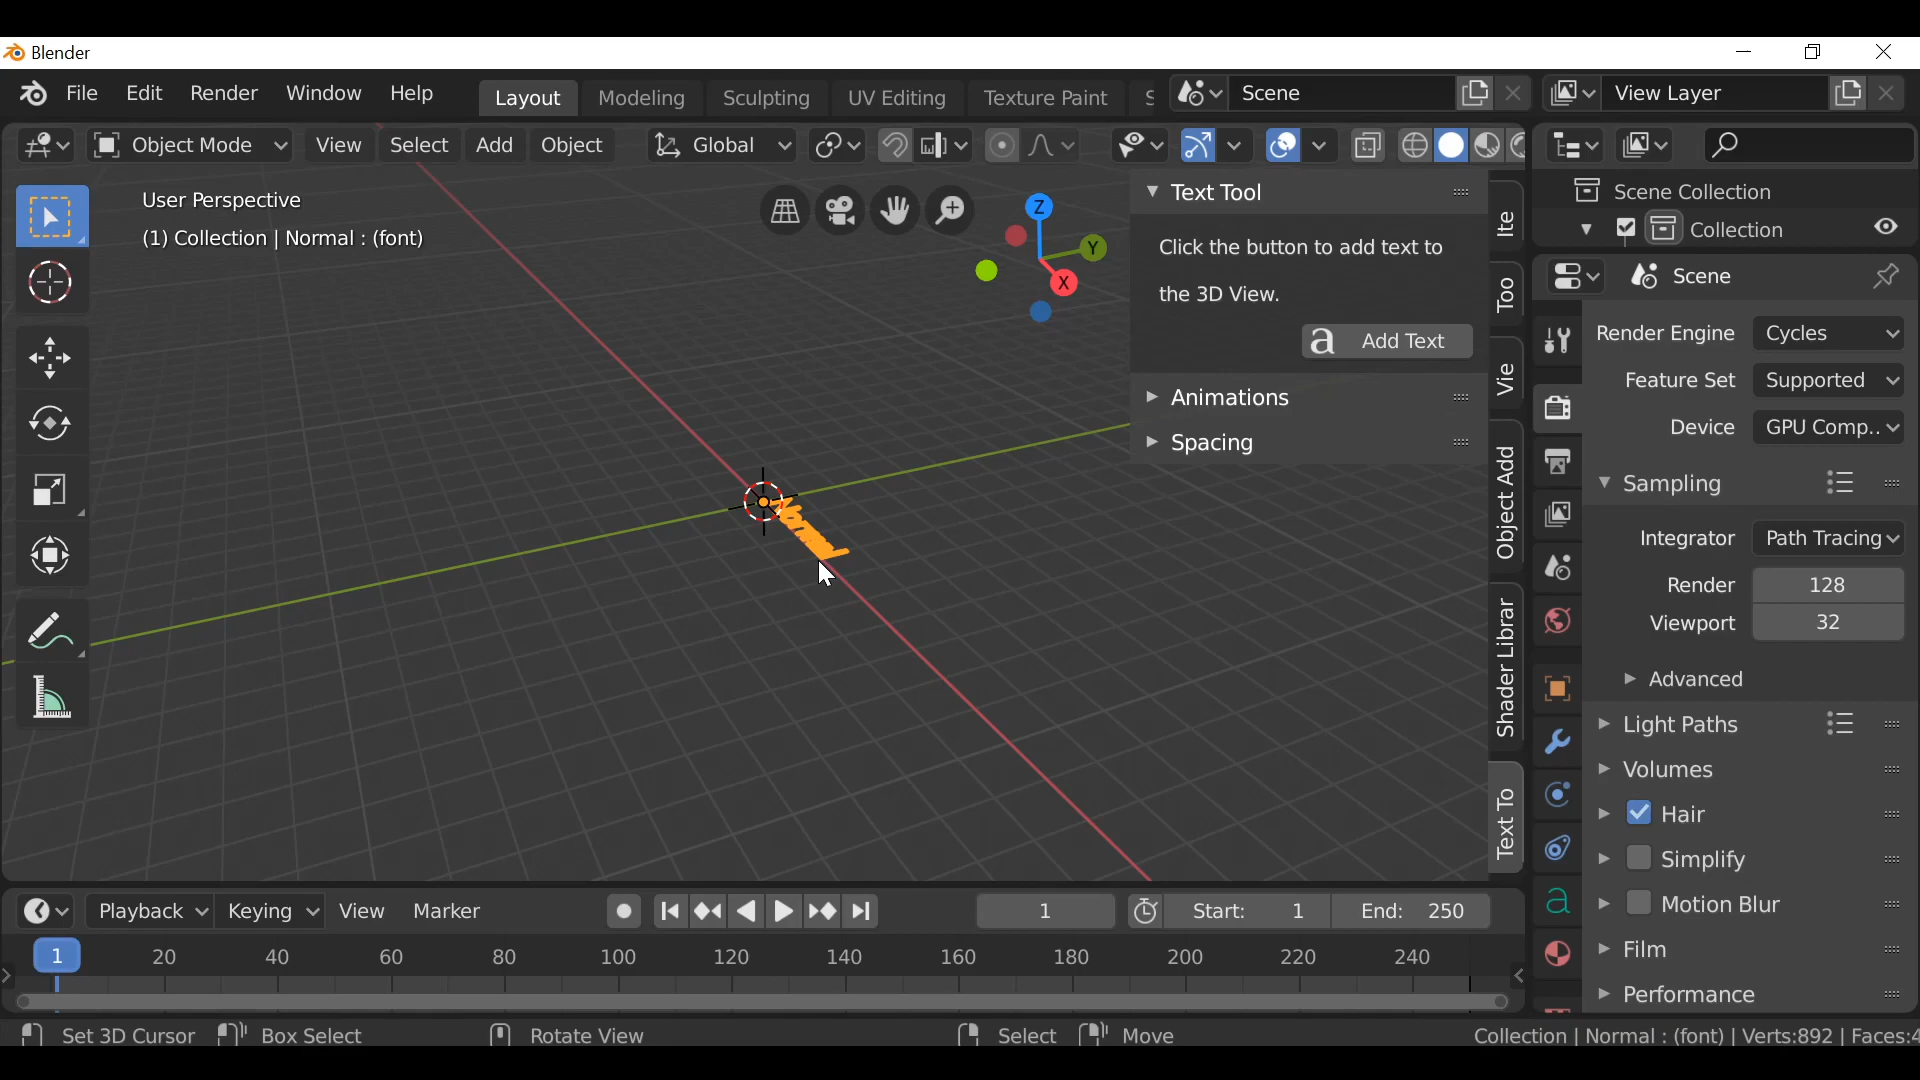 Blender
File Edit Render Window Help Layout Modeling Sculpting UV Editing Texture Paint S Scene View Layer
Object Mode View Select Add Object Global
User Perspective
(1) Collection | Normal : (font)
Z
Y
X
Text Tool
Click the button to add text to
the 3D View.
a Add Text
Animations
Spacing
Ite
Too
Vie
Object Add
Shader Librar
Text To
Normal
Scene Collection
Collection
Scene
Render Engine Cycles
Feature Set Supported
Device GPU Comp..
Sampling
Integrator Path Tracing
Render 128
Viewport 32
Advanced
Light Paths
Volumes
Hair
Simplify
Motion Blur
Film
Performance
Playback Keying View Marker 1 Start: 1 End: 250
1 20 40 60 80 100 120 140 160 180 200 220 240
Set 3D Cursor Box Select Rotate View Select Move Collection | Normal : (font) | Verts:892 | Faces:4